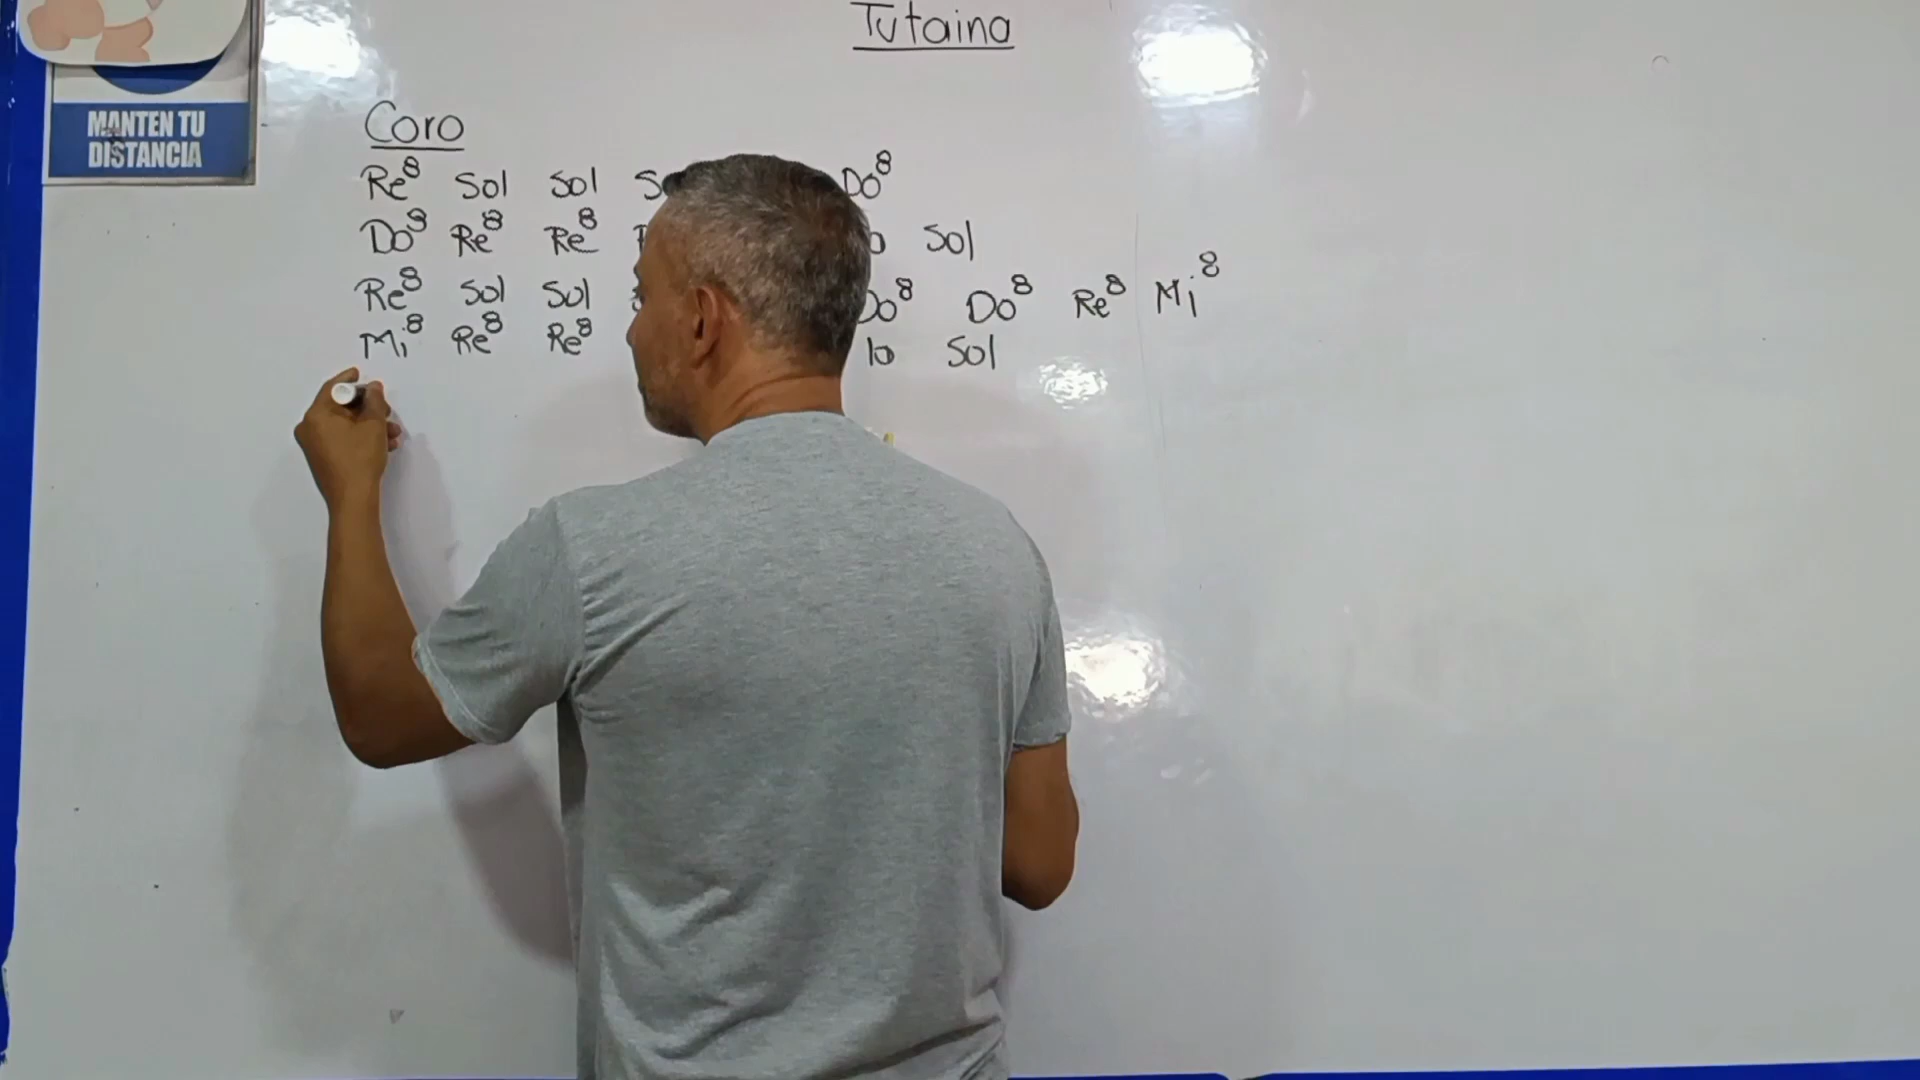 Tutaina
MANTEN TU
DISTANCIA
Coro
Re⁸ Sol Sol Do⁸
Do⁸ Re⁸ Re⁸ Sol
Re⁸ Sol Sol Do⁸ Do⁸ Re⁸ Mi⁸
Mi⁸ Re⁸ Re⁸ Sol